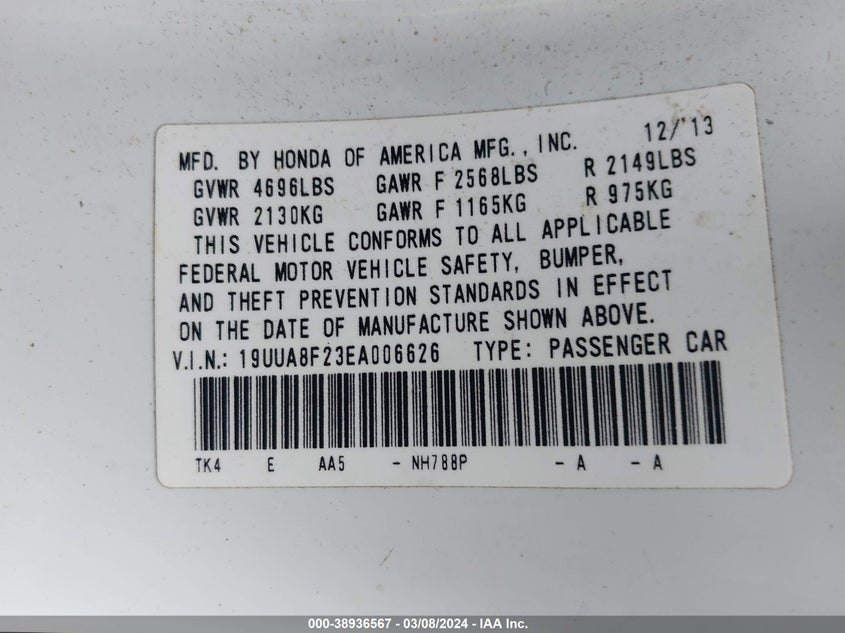 MFD. BY HONDA OF AMERICA MFG., INC. 12/'13
GVWR 4696LBS GAWR F 2568LBS R 2149LBS
GVWR 2130KG GAWR F 1165KG R 975KG
THIS VEHICLE CONFORMS TO ALL APPLICABLE
FEDERAL MOTOR VEHICLE SAFETY, BUMPER,
AND THEFT PREVENTION STANDARDS IN EFFECT
ON THE DATE OF MANUFACTURE SHOWN ABOVE.
V.I.N.: 19UUA8F23EA006626 TYPE: PASSENGER CAR
TK4 E AA5 - NH788P - A - A
000-38936567 - 03/08/2024 - IAA Inc.